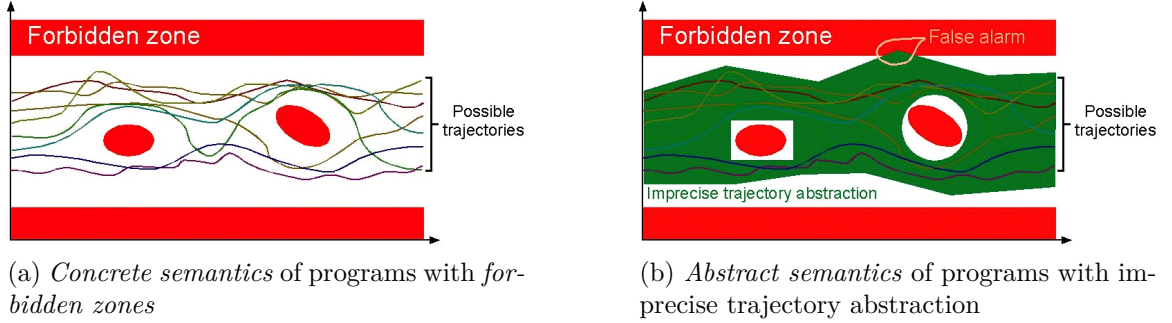 Forbidden zone
Possible
trajectories
(a) Concrete semantics of programs with for-
bidden zones
Forbidden zone
False alarm
Possible
trajectories
Imprecise trajectory abstraction
(b) Abstract semantics of programs with im-
precise trajectory abstraction